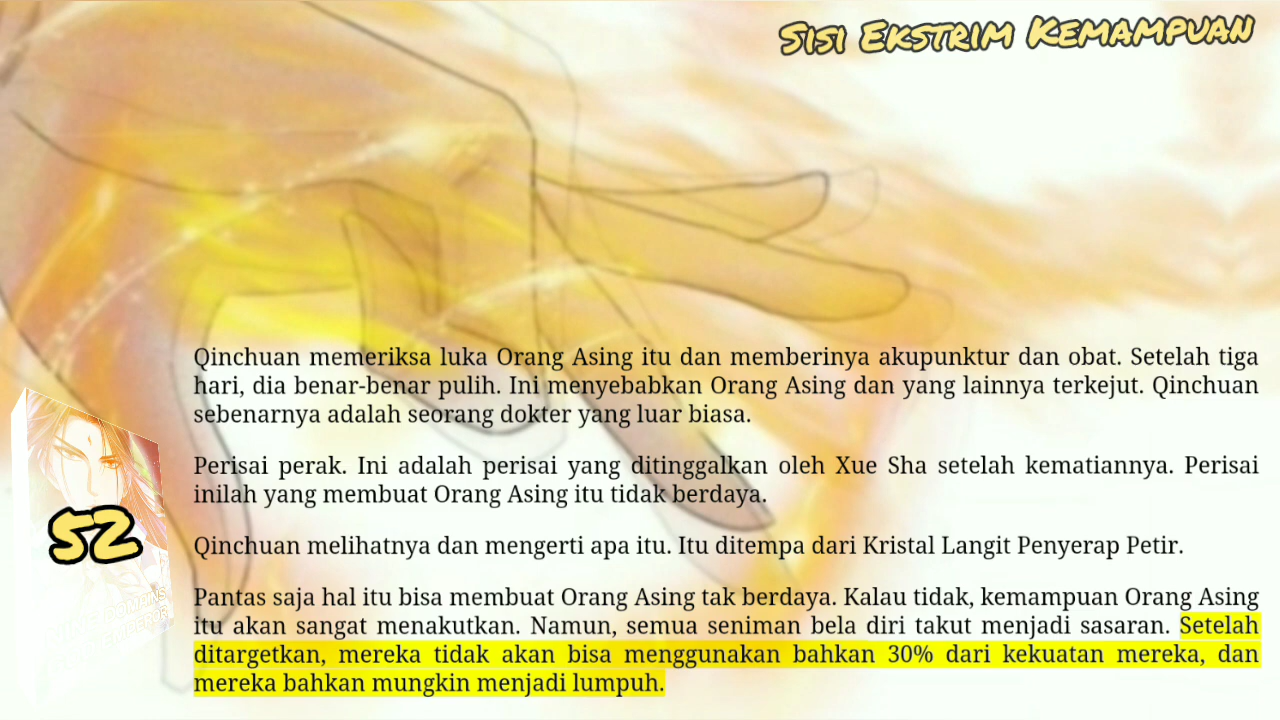 Sisi Ekstrim Kemampuan
Qinchuan memeriksa luka Orang Asing itu dan memberinya akupunktur dan obat. Setelah tiga
hari, dia benar-benar pulih. Ini menyebabkan Orang Asing dan yang lainnya terkejut. Qinchuan
sebenarnya adalah seorang dokter yang luar biasa.
Perisai perak. Ini adalah perisai yang ditinggalkan oleh Xue Sha setelah kematiannya. Perisai
inilah yang membuat Orang Asing itu tidak berdaya.
Qinchuan melihatnya dan mengerti apa itu. Itu ditempa dari Kristal Langit Penyerap Petir.
Pantas saja hal itu bisa membuat Orang Asing tak berdaya. Kalau tidak, kemampuan Orang Asing
itu akan sangat menakutkan. Namun, semua seniman bela diri takut menjadi sasaran. Setelah
ditargetkan, mereka tidak akan bisa menggunakan bahkan 30% dari kekuatan mereka, dan
mereka bahkan mungkin menjadi lumpuh.
52
DOMAINS
EMPEROR